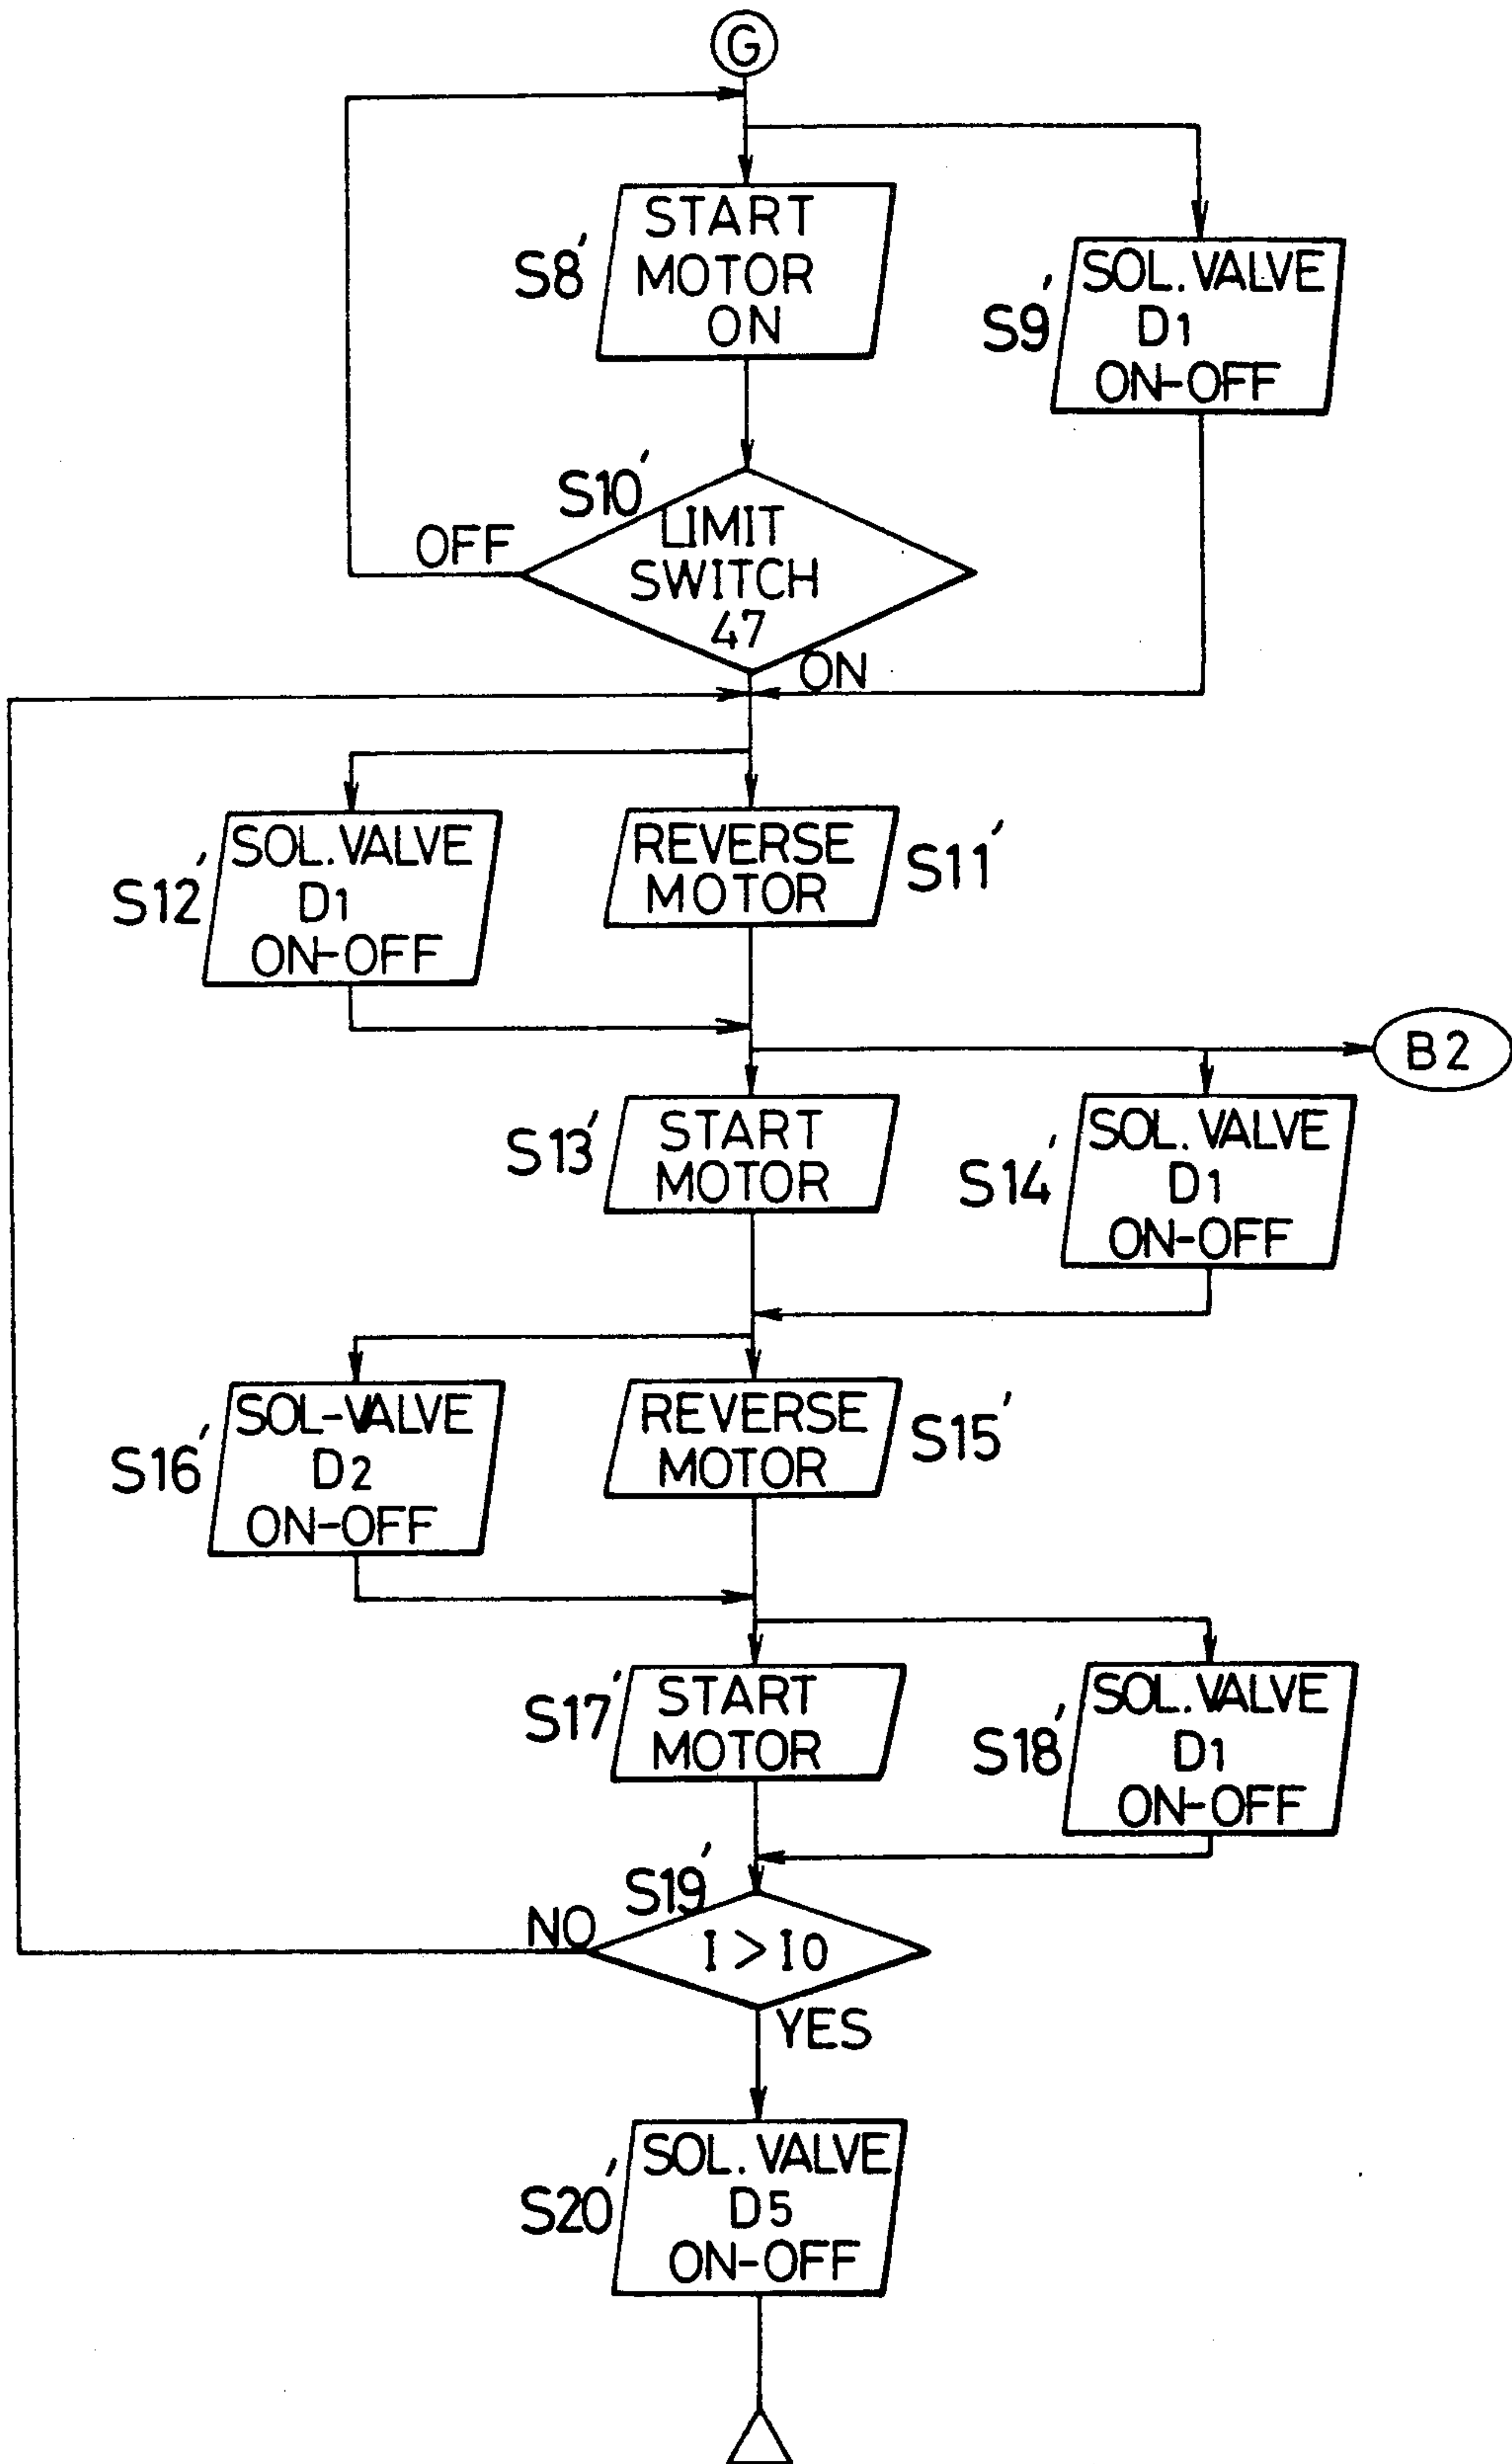 G
START
MOTOR
ON
S8'
SOL. VALVE
D1
ON-OFF
S9'
S10'
LIMIT
SWITCH
47
OFF
ON
SOL. VALVE
D1
ON-OFF
S12'
REVERSE
MOTOR
S11'
B2
S13'
START
MOTOR
S14'
SOL. VALVE
D1
ON-OFF
S16'
SOL-VALVE
D2
ON-OFF
REVERSE
MOTOR
S15'
S17'
START
MOTOR
S18'
SOL. VALVE
D1
ON-OFF
S19'
NO
I > I0
YES
S20'
SOL. VALVE
D5
ON-OFF